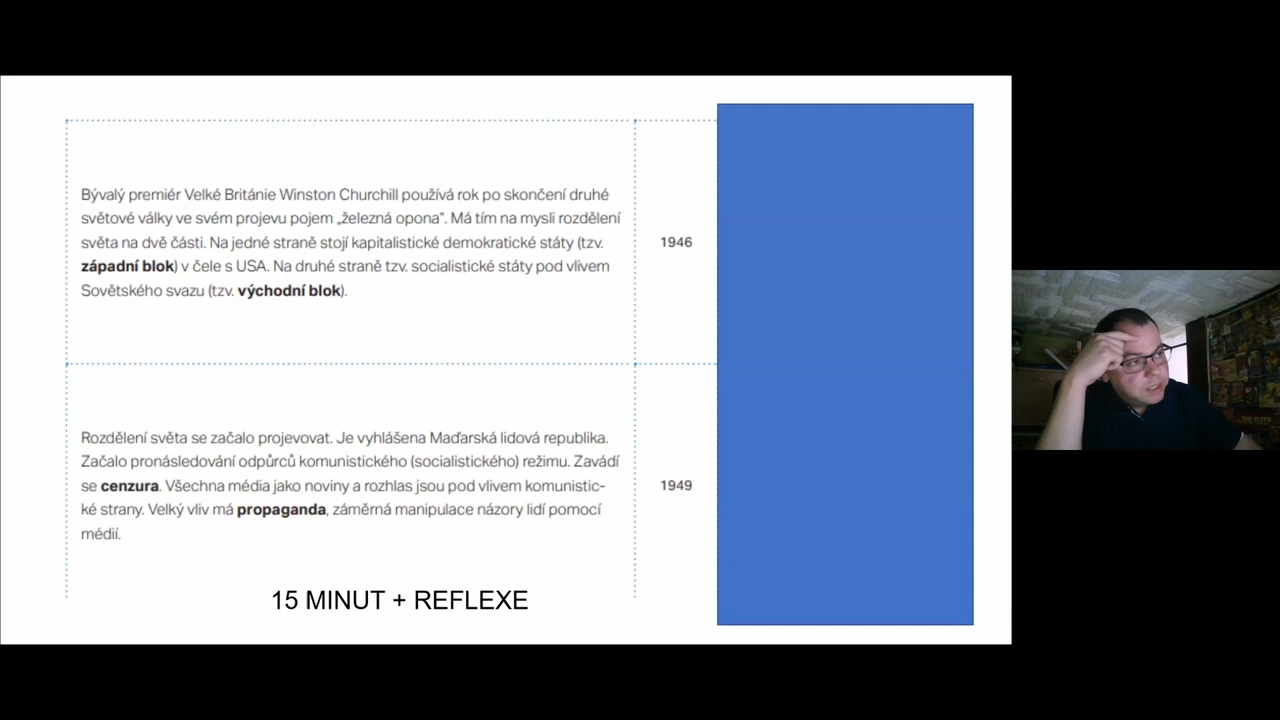 Bývalý premiér Velké Británie Winston Churchill používá rok po skončení druhé
světové války ve svém projevu pojem „železná opona“. Má tím na mysli rozdělení
světa na dvě části. Na jedné straně stojí kapitalistické demokratické státy (tzv.
západní blok) v čele s USA. Na druhé straně tzv. socialistické státy pod vlivem
Sovětského svazu (tzv. východní blok).
1946
Rozdělení světa se začalo projevovat. Je vyhlášena Maďarská lidová republika.
Začalo pronásledování odpůrců komunistického (socialistického) režimu. Zavádí
se cenzura. Všechna média jako noviny a rozhlas jsou pod vlivem komunistic-
ké strany. Velký vliv má propaganda, záměrná manipulace názory lidí pomocí
médií.
1949
15 MINUT + REFLEXE